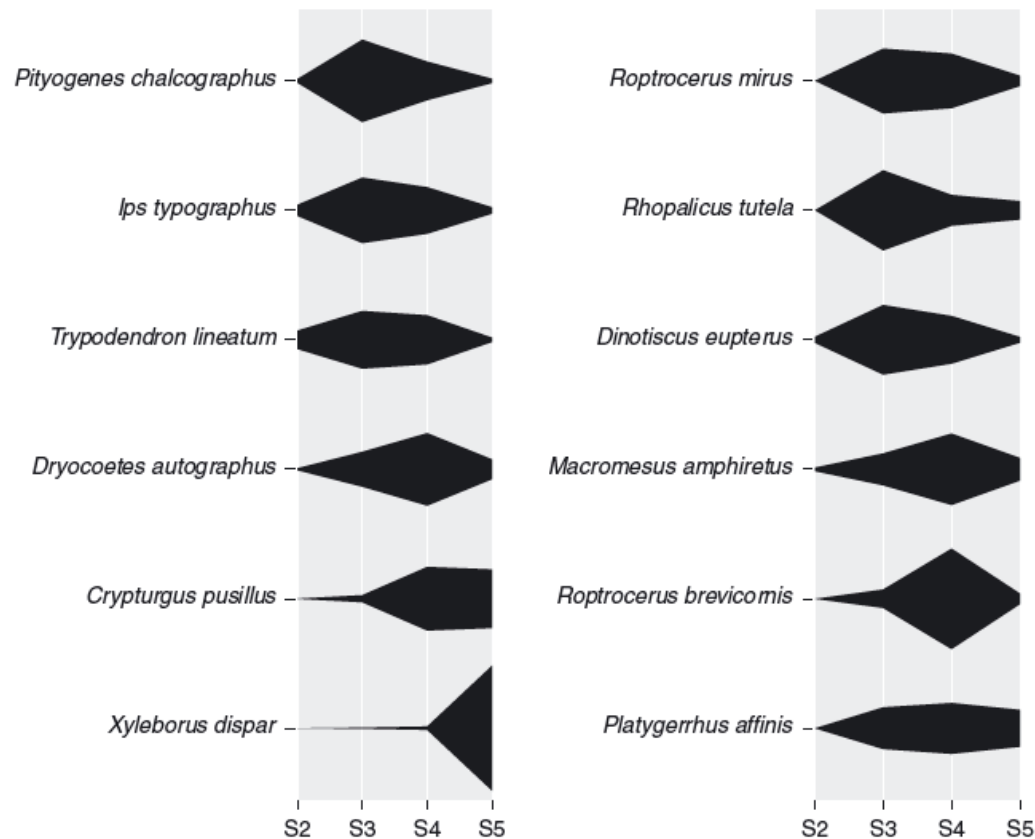 Pityogenes chalcographus
Ips typographus
Trypodendron lineatum
Dryocoetes autographus
Crypturgus pusillus
Xyleborus dispar
S2 S3 S4 S5
Roptrocerus mirus
Rhopalicus tutela
Dinotiscus eupterus
Macromesus amphiretus
Roptrocerus brevicornis
Platygerrhus affinis
S2 S3 S4 S5